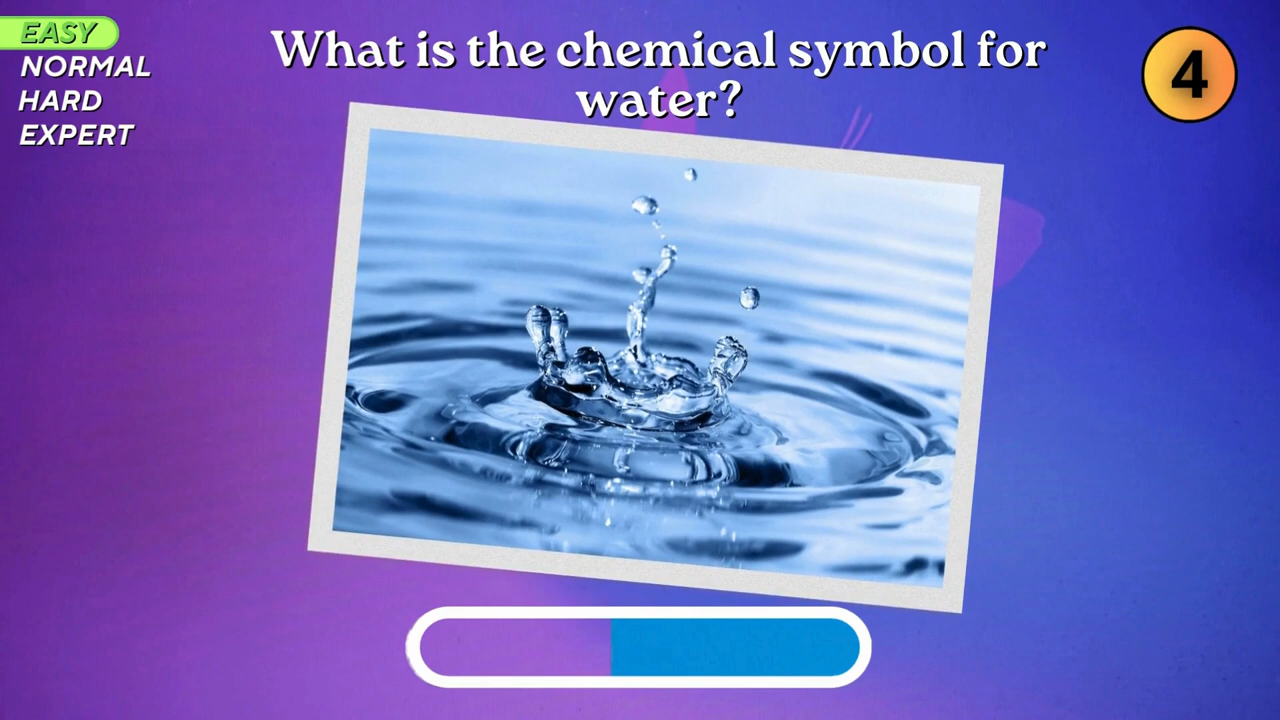 EASY
NORMAL
HARD
EXPERT
What is the chemical symbol for
water?
4